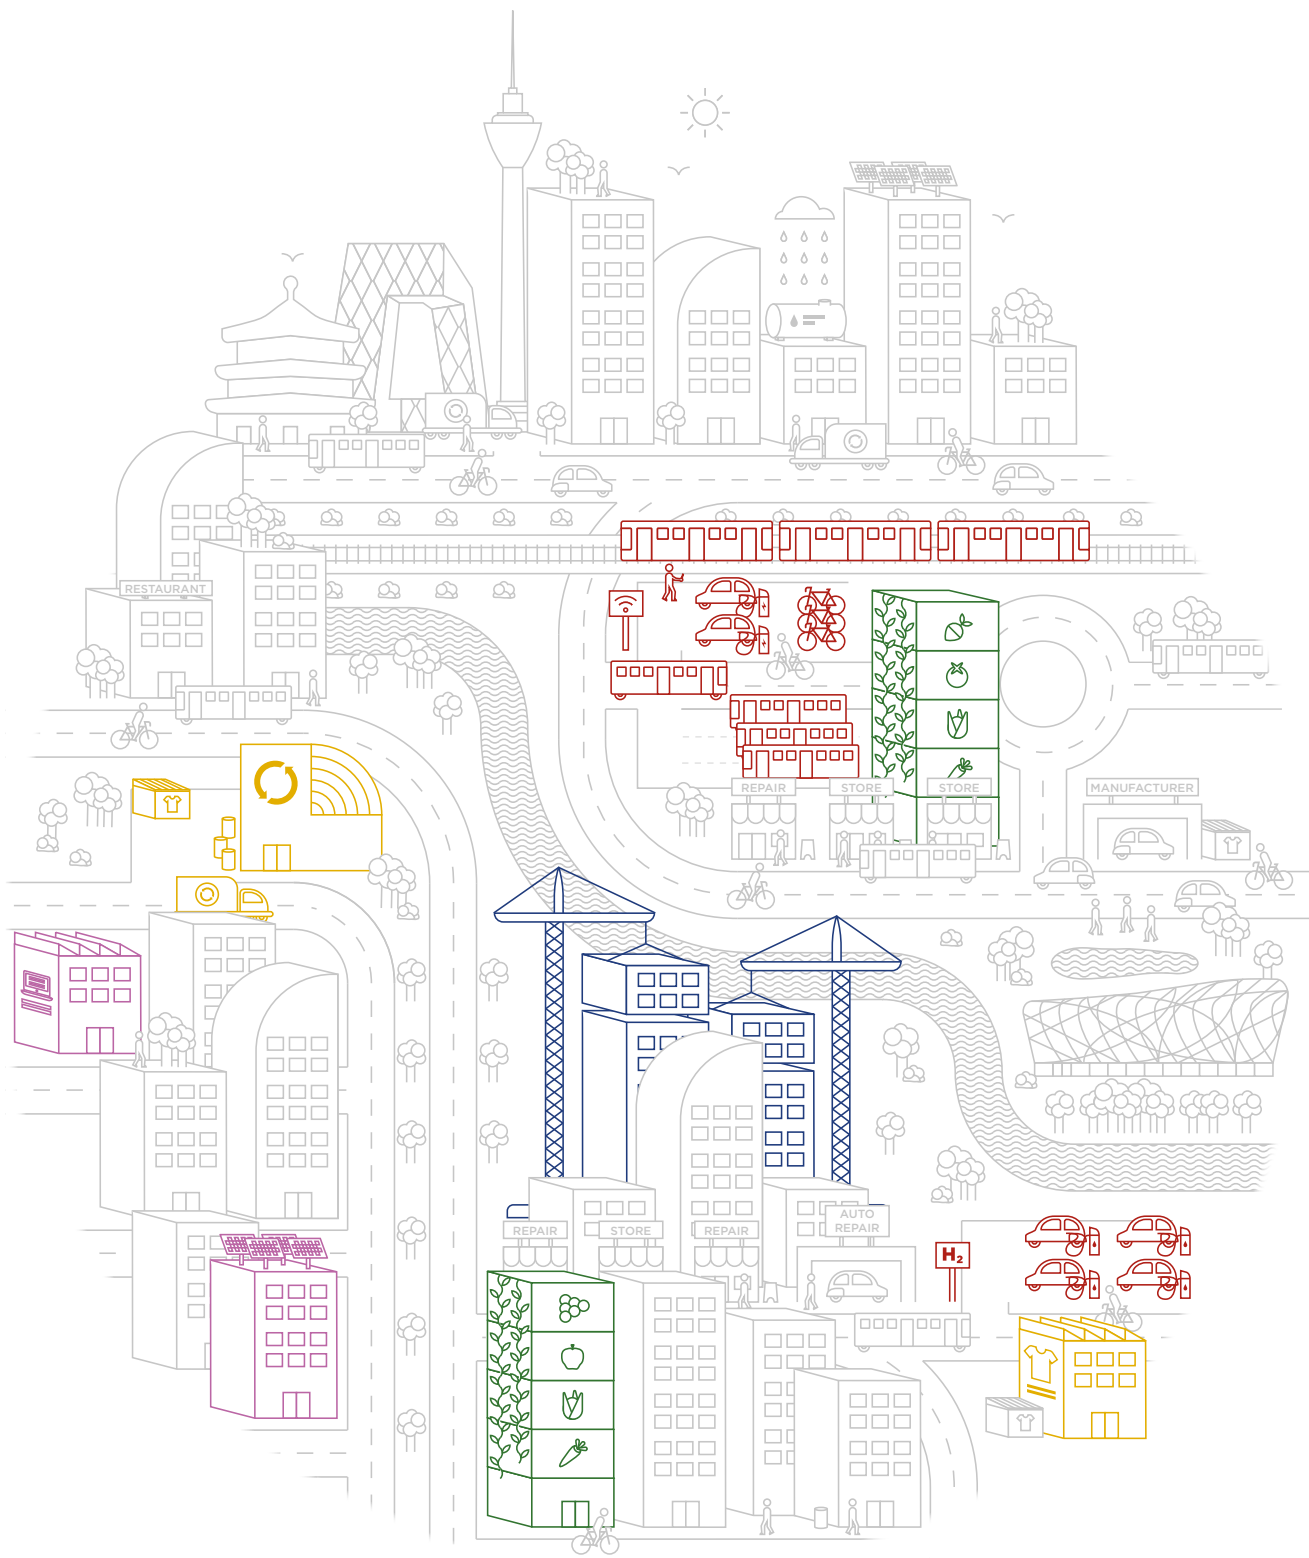 RESTAURANT
REPAIR
STORE
STORE
MANUFACTURER
AUTO
REPAIR
REPAIR
STORE
REPAIR
H₂